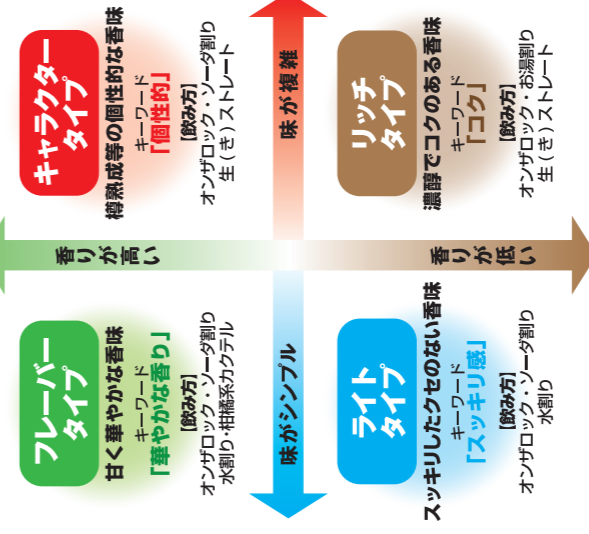 フレーバー
タイプ
甘く華やかな香味
キーワード
「華やかな香り」
【飲み方】
オンザロック・ソーダ割り
水割り・柑橘系カクテル
香りが高い
キャラクター
タイプ
樽熟成等の個性的な香味
キーワード
「個性的」
【飲み方】
オンザロック・ソーダ割り
生（き）ストレート
味がシンプル
味が複雑
ライト
タイプ
スッキリしたクセのない香味
キーワード
「スッキリ感」
【飲み方】
オンザロック・ソーダ割り
水割り
香りが低い
リッチ
タイプ
濃醇でコクのある香味
キーワード
「コク」
【飲み方】
オンザロック・お湯割り
生（き）ストレート